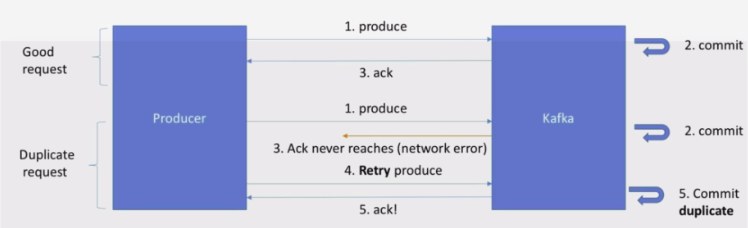 1. produce
Good
request
2. commit
3. ack
1. produce
Producer
Kafka
2. commit
3. Ack never reaches (network error)
Duplicate
request
4. Retry produce
5. Commit
duplicate
5. ack!